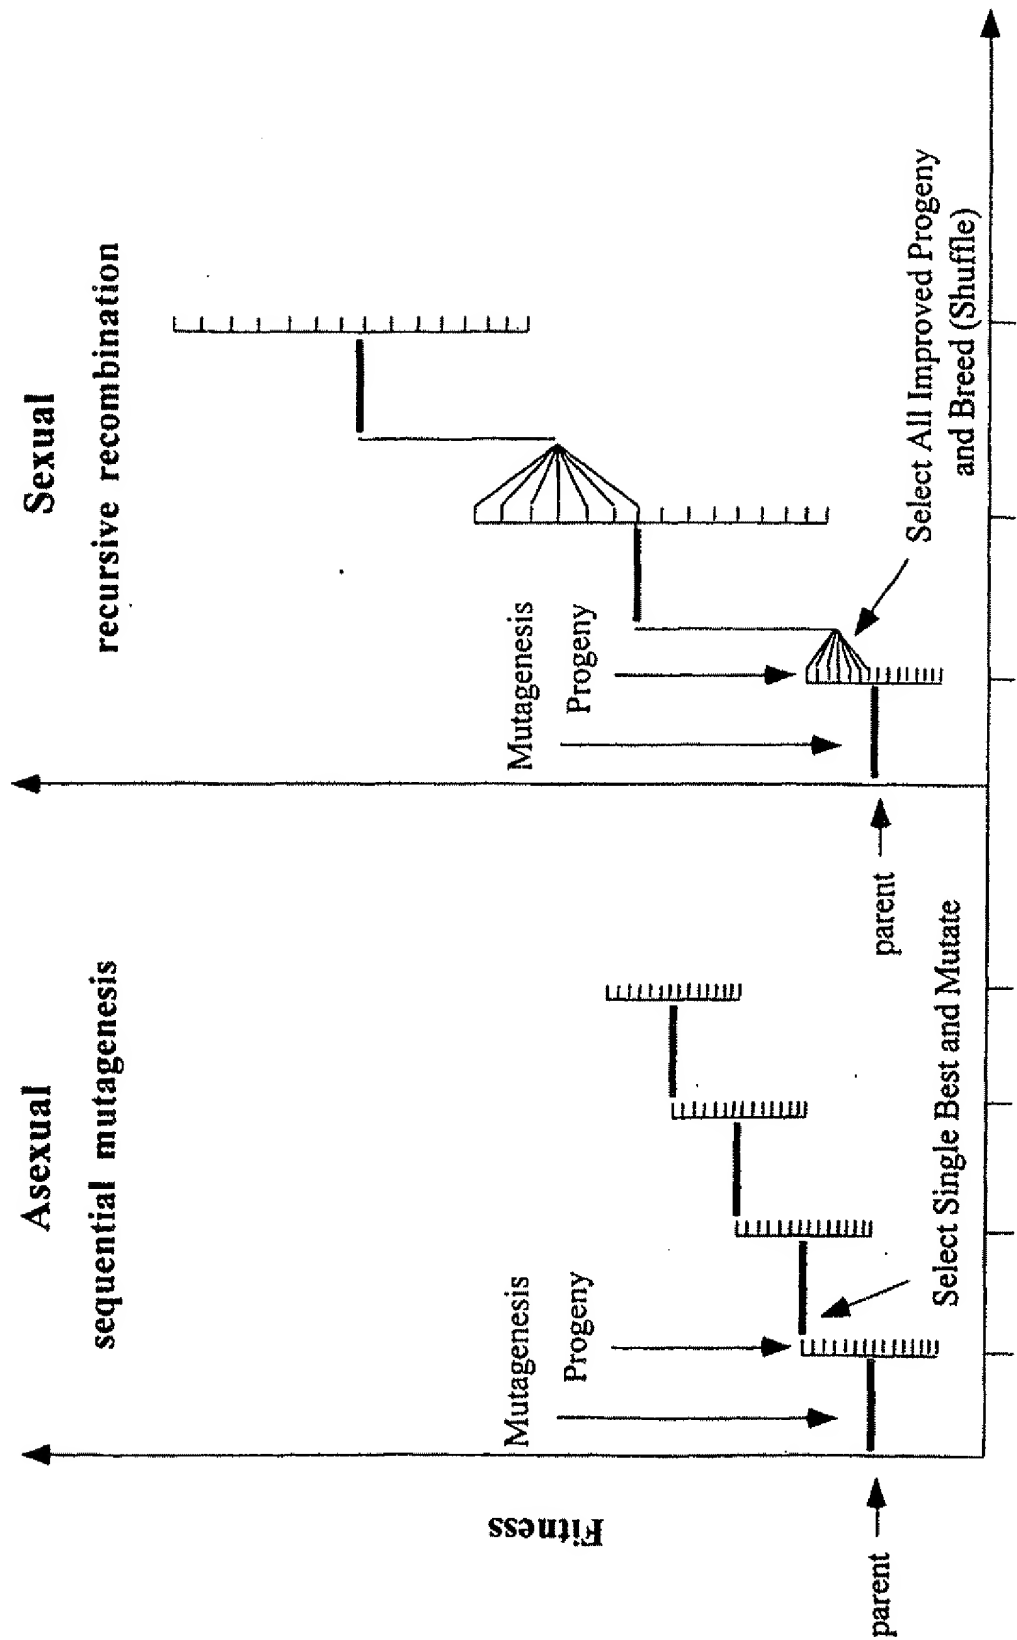 Asexual
sequential mutagenesis
Sexual
recursive recombination
Fitness
Mutagenesis
Progeny
Mutagenesis
Progeny
parent
Select Single Best and Mutate
parent
Select All Improved Progeny
and Breed (Shuffle)